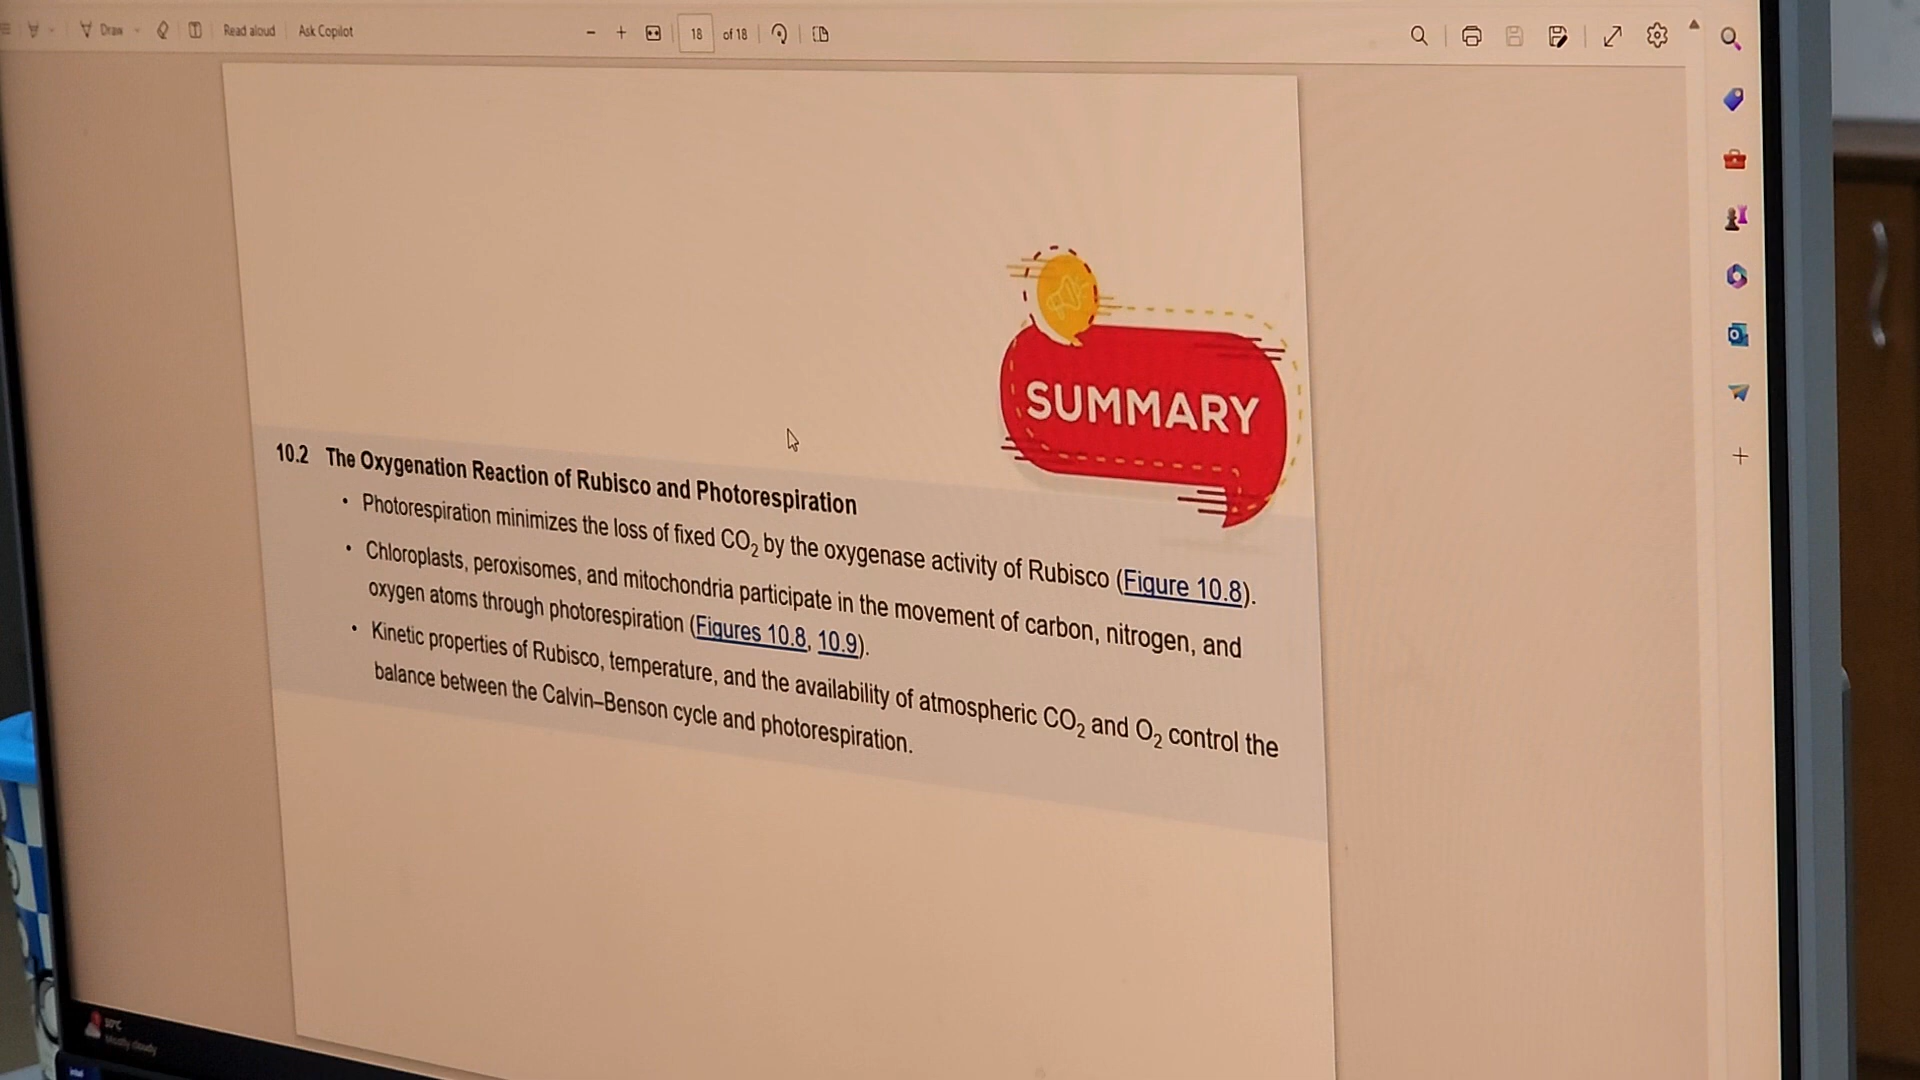 Draw
Read aloud
Ask Copilot
18 of 18
SUMMARY
10.2 The Oxygenation Reaction of Rubisco and Photorespiration
• Photorespiration minimizes the loss of fixed CO₂ by the oxygenase activity of Rubisco (Figure 10.8).
• Chloroplasts, peroxisomes, and mitochondria participate in the movement of carbon, nitrogen, and
oxygen atoms through photorespiration (Figures 10.8, 10.9).
• Kinetic properties of Rubisco, temperature, and the availability of atmospheric CO₂ and O₂ control the
balance between the Calvin–Benson cycle and photorespiration.
30°C
Mostly cloudy